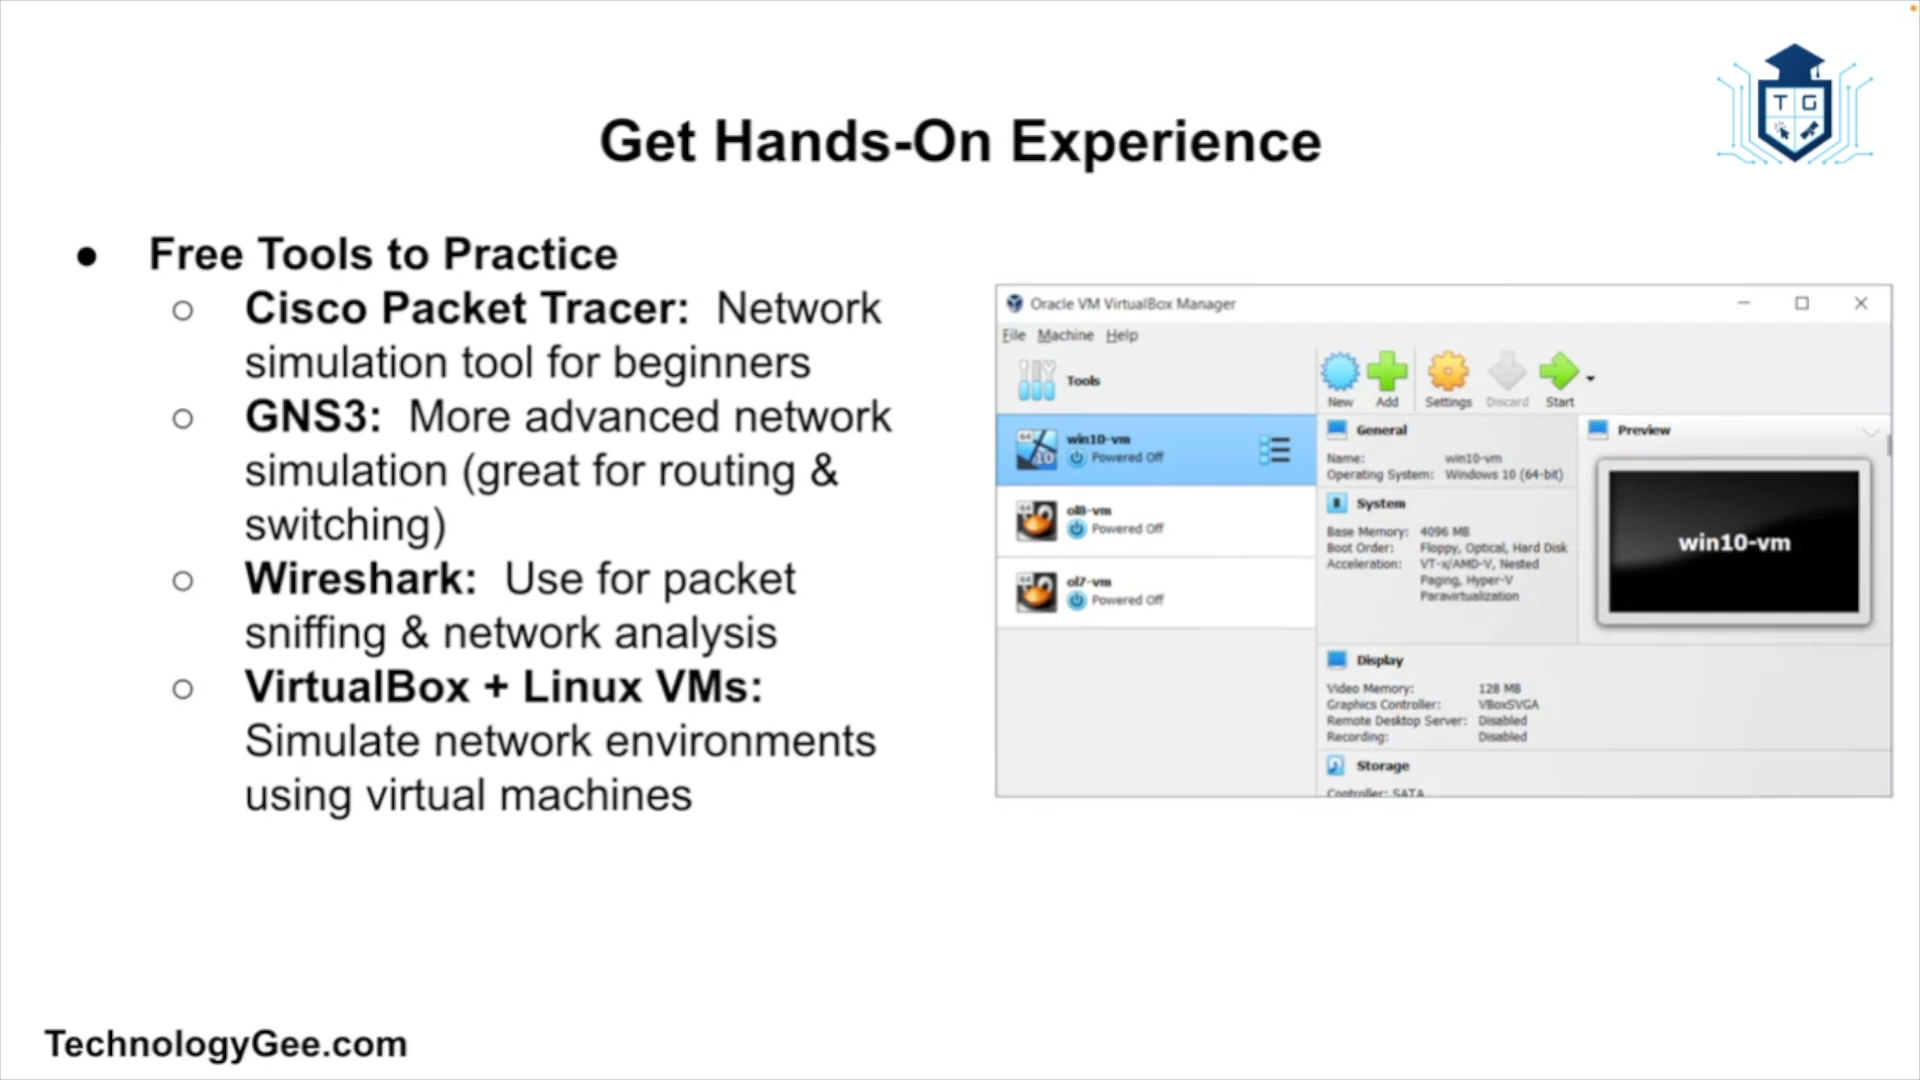 T G
Get Hands-On Experience
● Free Tools to Practice
○ Cisco Packet Tracer: Network
simulation tool for beginners
○ GNS3: More advanced network
simulation (great for routing &
switching)
○ Wireshark: Use for packet
sniffing & network analysis
○ VirtualBox + Linux VMs:
Simulate network environments
using virtual machines
Oracle VM VirtualBox Manager
File Machine Help
Tools
New Add Settings Discard Start
win10-vm
Powered Off
ol8-vm
Powered Off
ol7-vm
Powered Off
General
Name: win10-vm
Operating System: Windows 10 (64-bit)
System
Base Memory: 4096 MB
Boot Order: Floppy, Optical, Hard Disk
Acceleration: VT-x/AMD-V, Nested
Paging, Hyper-V
Paravirtualization
Preview
win10-vm
Display
Video Memory: 128 MB
Graphics Controller: VBoxSVGA
Remote Desktop Server: Disabled
Recording: Disabled
Storage
Controller: SATA
TechnologyGee.com